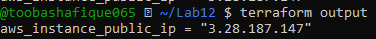 @toobashafique065 ~/Lab12 $ terraform output
aws_instance_public_ip = "3.28.187.147"